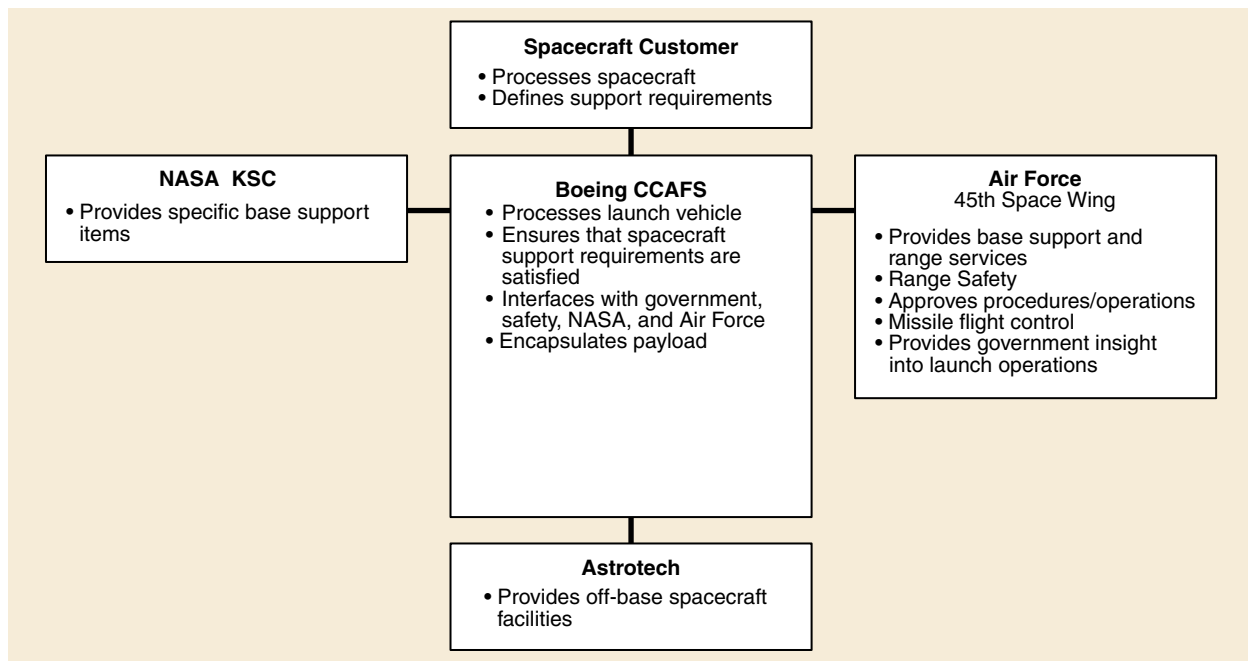 Spacecraft Customer
• Processes spacecraft
• Defines support requirements
NASA KSC
• Provides specific base support
items
Boeing CCAFS
• Processes launch vehicle
• Ensures that spacecraft
support requirements are
satisfied
• Interfaces with government,
safety, NASA, and Air Force
• Encapsulates payload
Air Force
45th Space Wing
• Provides base support and
range services
• Range Safety
• Approves procedures/operations
• Missile flight control
• Provides government insight
into launch operations
Astrotech
• Provides off-base spacecraft
facilities